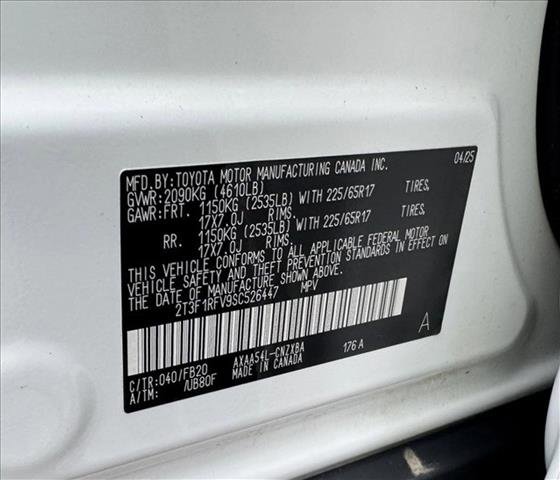 MFD.BY:TOYOTA MOTOR MANUFACTURING CANADA INC. 04/25
GVWR:2090KG (4610LB)
GAWR:FRT. 1150KG (2535LB) WITH 225/65R17 TIRES,
17X7.0J RIMS.
RR. 1150KG (2535LB) WITH 225/65R17 TIRES,
17X7.0J RIMS.
THIS VEHICLE CONFORMS TO ALL APPLICABLE FEDERAL MOTOR
VEHICLE SAFETY, BUMPER, AND THEFT PREVENTION STANDARDS IN EFFECT ON
THE DATE OF MANUFACTURE SHOWN ABOVE.
2T3F1RFV9SC526447 MPV
A
C/TR:040/FB20 AXAA54L-CNZXBA 176 A
A/TM: /UB80F MADE IN CANADA